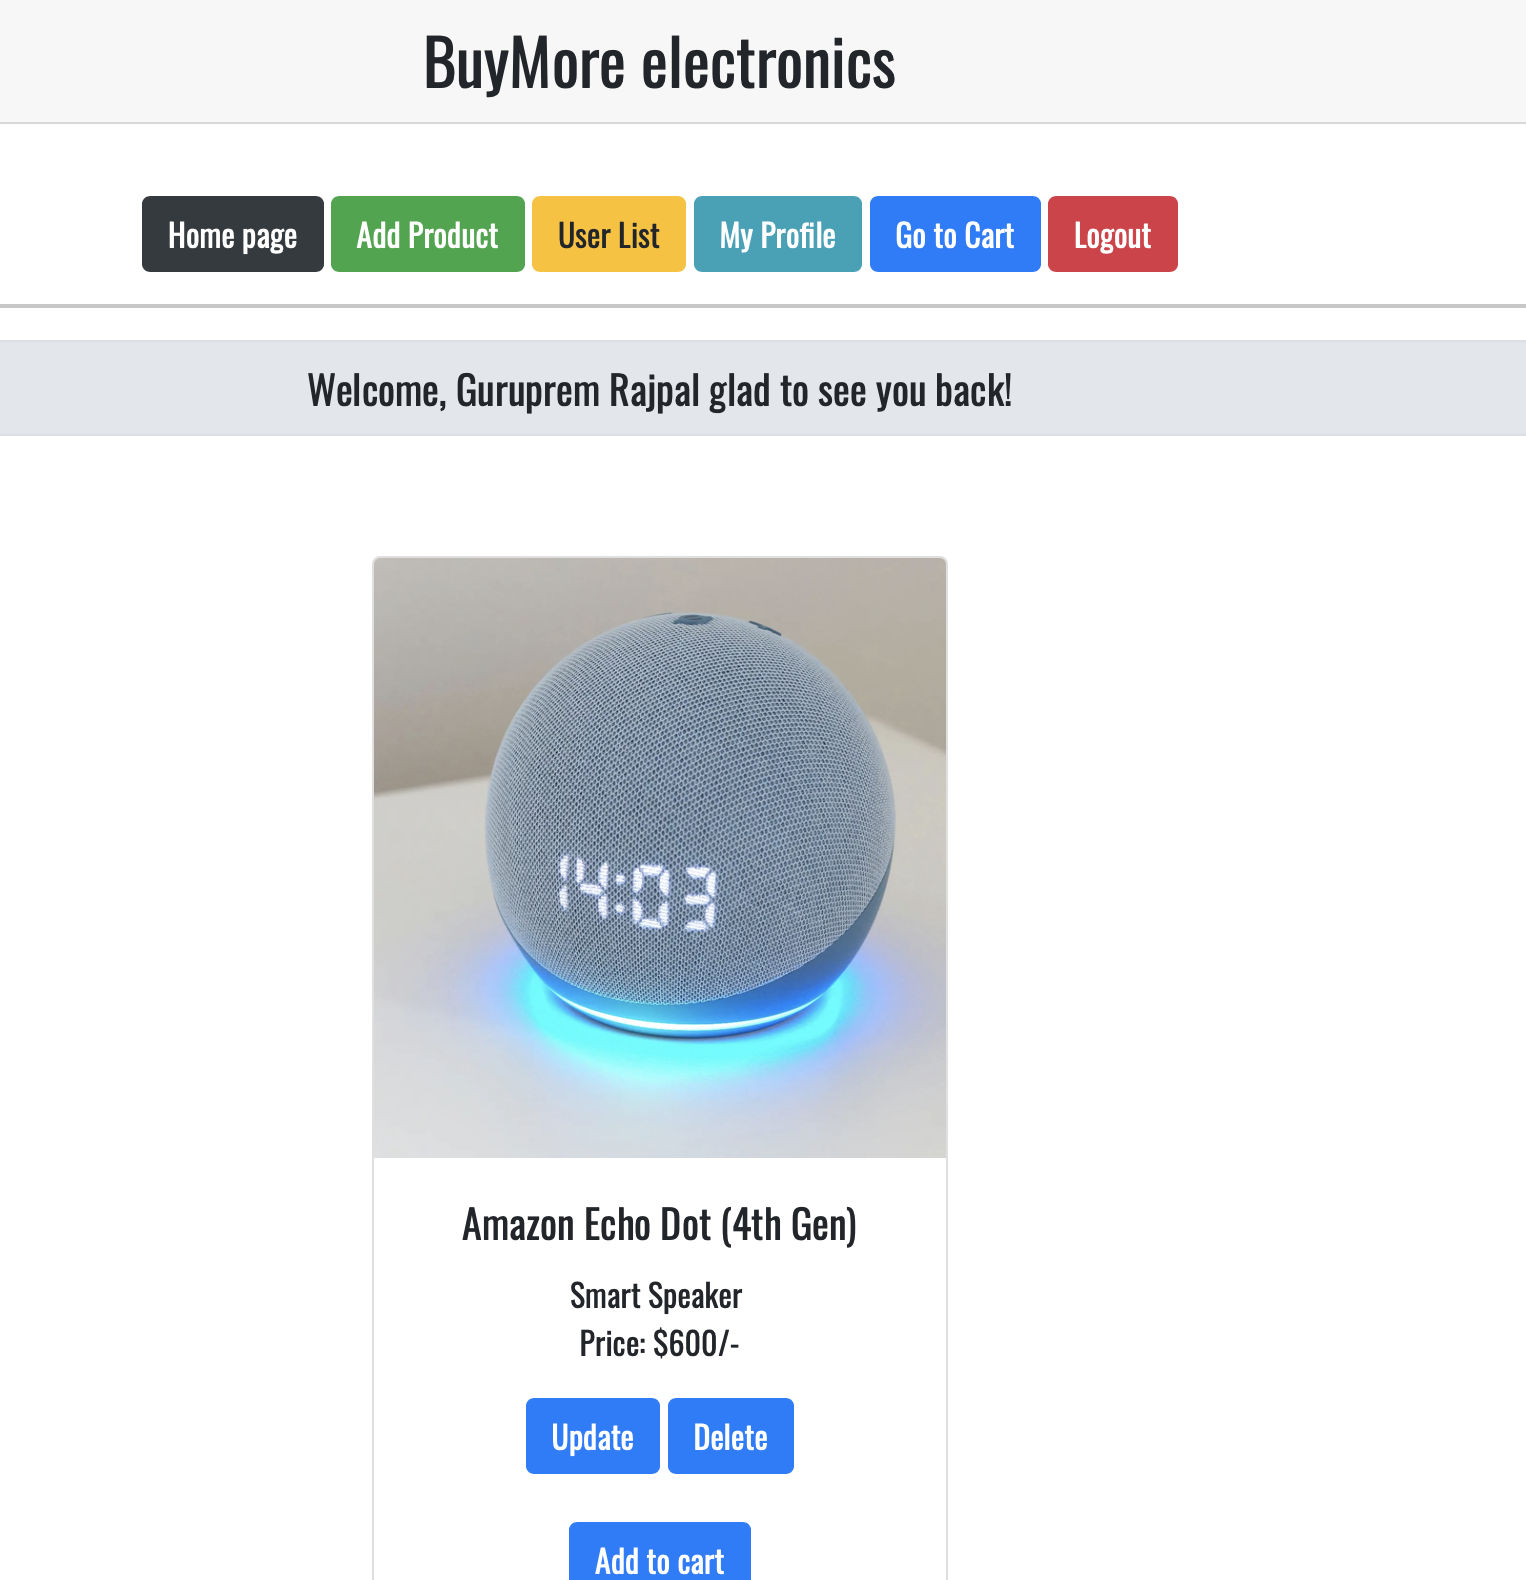 BuyMore electronics
Home page Add Product User List My Profile Go to Cart Logout
Welcome, Guruprem Rajpal glad to see you back!
14:03
Amazon Echo Dot (4th Gen)
Smart Speaker
Price: $600/-
Update Delete
Add to cart